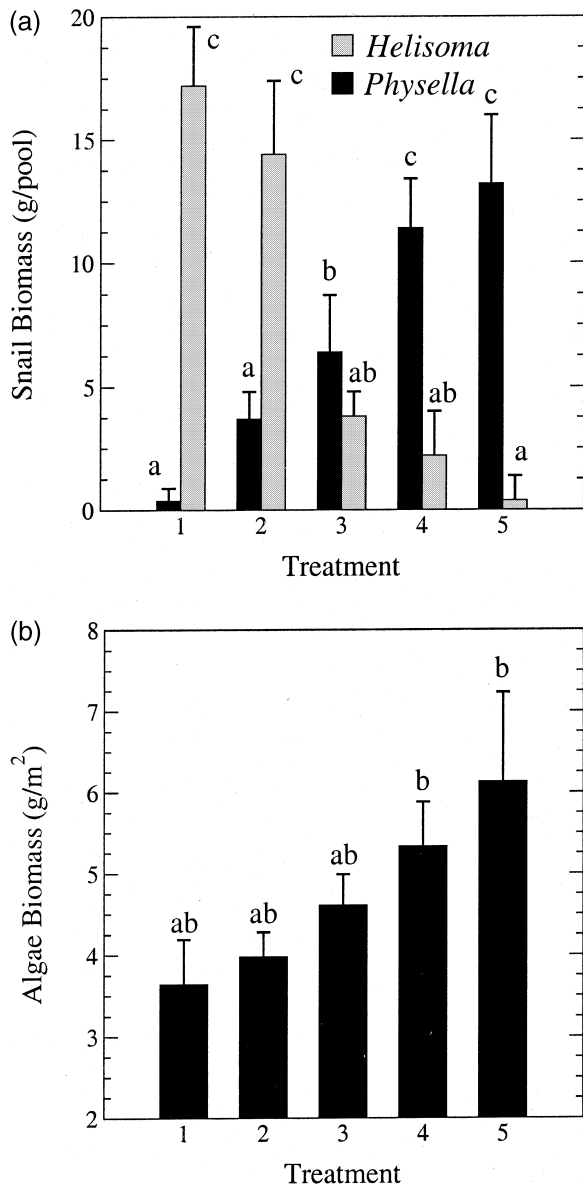 (a)
20
15
10
5
0
Snail Biomass (g/pool)
Helisoma
Physella
a c
a c
b ab
c ab
c a
1 2 3 4 5
Treatment
(b)
8
7
6
5
4
3
2
Algae Biomass (g/m²)
ab ab ab b b
1 2 3 4 5
Treatment